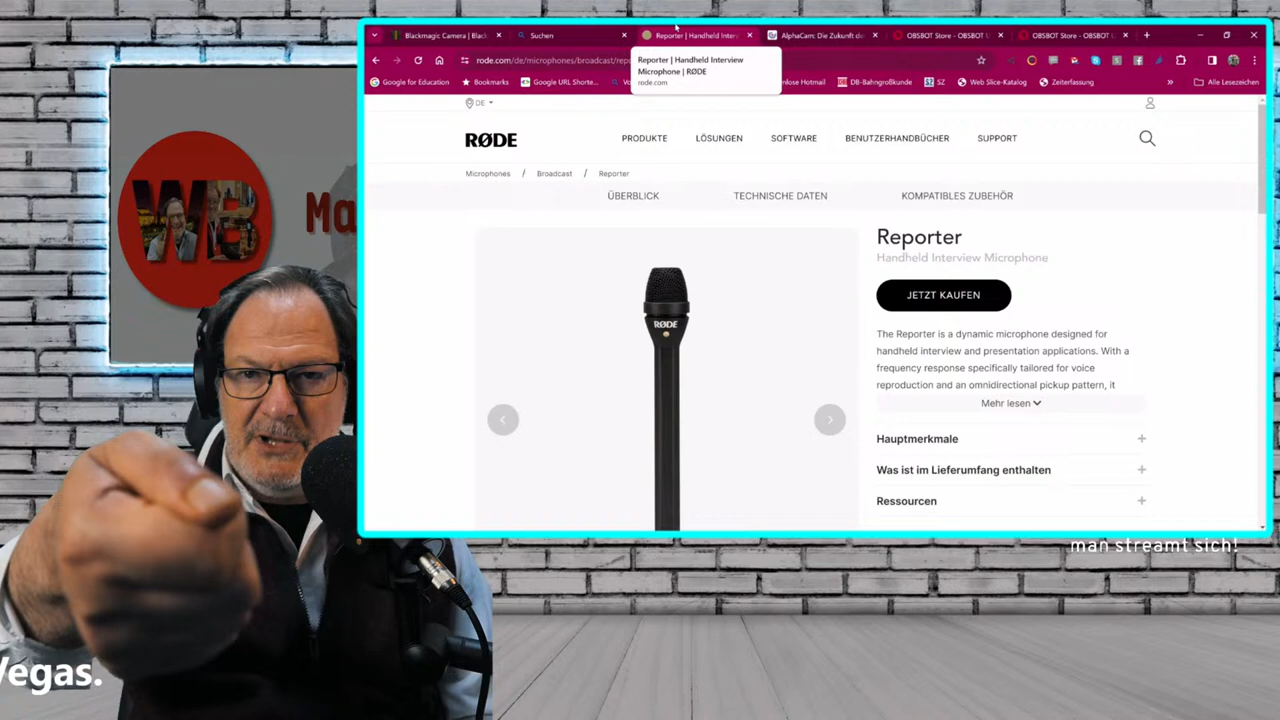 Blackmagic Camera | Black
Suchen
Reporter | Handheld Interv
AlphaCam: Die Zukunft de
OBSBOT Store - OBSBOT U
OBSBOT Store - OBSBOT
rode.com/de/microphones/broadcast/repo
Reporter | Handheld Interview
Microphone | RØDE
rode.com
Google for Education
Bookmarks
Google URL Shorte...
nlose Hotmail
DB-Bahngroßkunde
SZ
Web Slice-Katalog
Zeiterfassung
»
Alle Lesezeichen
DE
RØDE
PRODUKTE
LÖSUNGEN
SOFTWARE
BENUTZERHANDBÜCHER
SUPPORT
Microphones / Broadcast / Reporter
ÜBERBLICK
TECHNISCHE DATEN
KOMPATIBLES ZUBEHÖR
RØDE
Reporter
Handheld Interview Microphone
JETZT KAUFEN
The Reporter is a dynamic microphone designed for
handheld interview and presentation applications. With a
frequency response specifically tailored for voice
reproduction and an omnidirectional pickup pattern, it
Mehr lesen
Hauptmerkmale +
Was ist im Lieferumfang enthalten +
Ressourcen +
WB
Ma
man streamt sich!
Vegas.